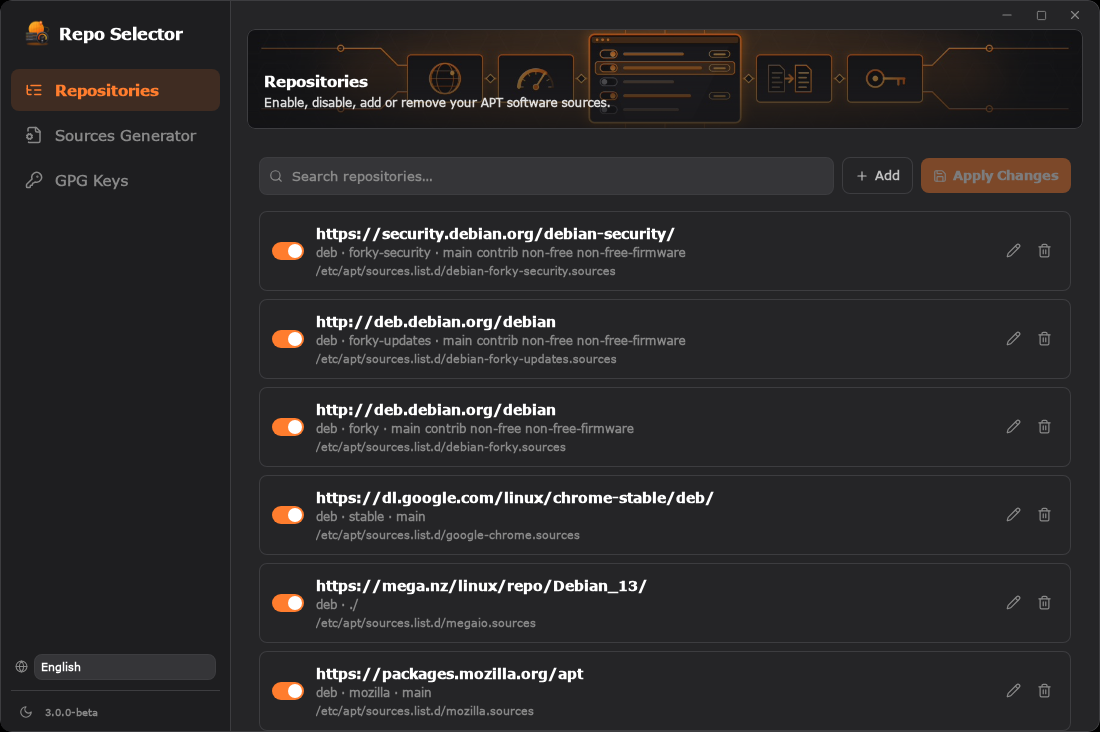 Repo Selector
Repositories
Sources Generator
GPG Keys
English
3.0.0-beta
Repositories
Enable, disable, add or remove your APT software sources.
Search repositories...
Add
Apply Changes
https://security.debian.org/debian-security/
deb · forky-security · main contrib non-free non-free-firmware
/etc/apt/sources.list.d/debian-forky-security.sources
http://deb.debian.org/debian
deb · forky-updates · main contrib non-free non-free-firmware
/etc/apt/sources.list.d/debian-forky-updates.sources
http://deb.debian.org/debian
deb · forky · main contrib non-free non-free-firmware
/etc/apt/sources.list.d/debian-forky.sources
https://dl.google.com/linux/chrome-stable/deb/
deb · stable · main
/etc/apt/sources.list.d/google-chrome.sources
https://mega.nz/linux/repo/Debian_13/
deb · ./
/etc/apt/sources.list.d/megaio.sources
https://packages.mozilla.org/apt
deb · mozilla · main
/etc/apt/sources.list.d/mozilla.sources